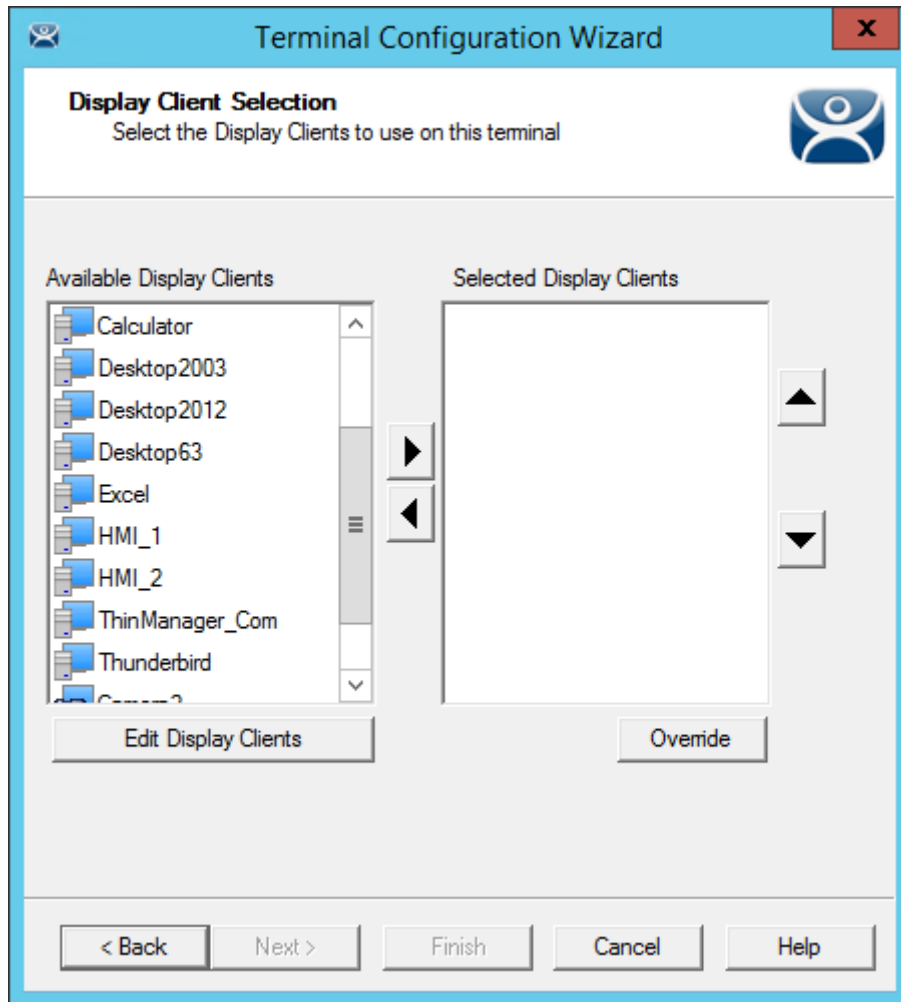 Terminal Configuration Wizard
x
Display Client Selection
Select the Display Clients to use on this terminal
Available Display Clients
Selected Display Clients
Calculator
Desktop2003
Desktop2012
Desktop63
Excel
HMI_1
HMI_2
ThinManager_Com
Thunderbird
Edit Display Clients
Override
< Back
Next >
Finish
Cancel
Help